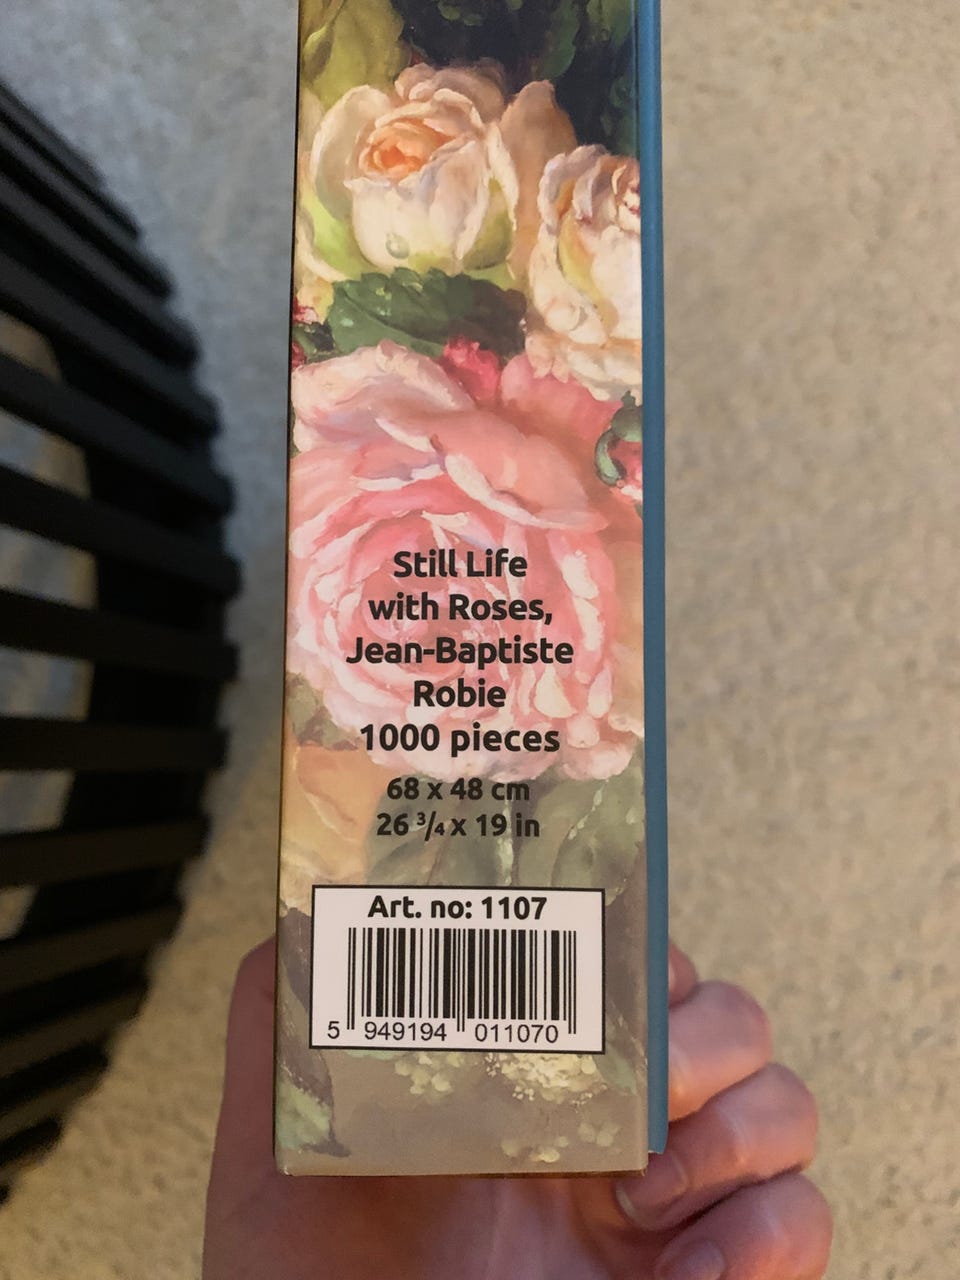 Still Life
with Roses,
Jean-Baptiste
Robie
1000 pieces
68 x 48 cm
26 3/4 x 19 in
Art. no: 1107
5 949194 011070